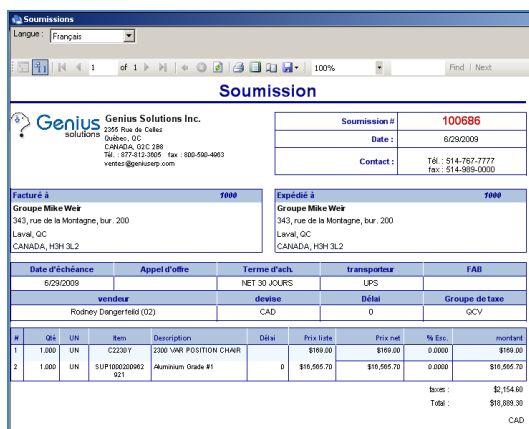 Soumissions
Langue : Français
1 of 1 100% Find | Next
Soumission
Genius solutions
Genius Solutions Inc.
2355 Rue de Celles
Québec, QC
CANADA, G2C 2B8
Tél. : 877-812-3605 fax : 800-590-4963
ventes@geniuserp.com
Soumission # 100686
Date : 6/29/2009
Contact : Tél. : 514-767-7777
fax : 514-989-0000
Facturé à 1000
Groupe Mike Weir
343, rue de la Montagne, bur. 200
Laval, QC
CANADA, H3H 3L2
Expédié à 1000
Groupe Mike Weir
343, rue de la Montagne, bur. 200
Laval, QC
CANADA, H3H 3L2
Date d'échéance Appel d'offre Terme d'ach. transporteur FAB
6/29/2009 NET 30 JOURS UPS
vendeur devise Délai Groupe de taxe
Rodney Dangerfeild (02) CAD 0 QCV
# Qté UN Item Description Délai Prix liste Prix net % Esc. montant
1 1.000 UN C2230Y 2300 VAR POSITION CHAIR $169.00 $169.00 0.0000 $169.00
2 1.000 UN SUP1000200962 Aluminium Grade #1 0 $16,565.70 $16,565.70 0.0000 $16,565.70
921
taxes : $2,154.60
Total : $18,889.30
CAD